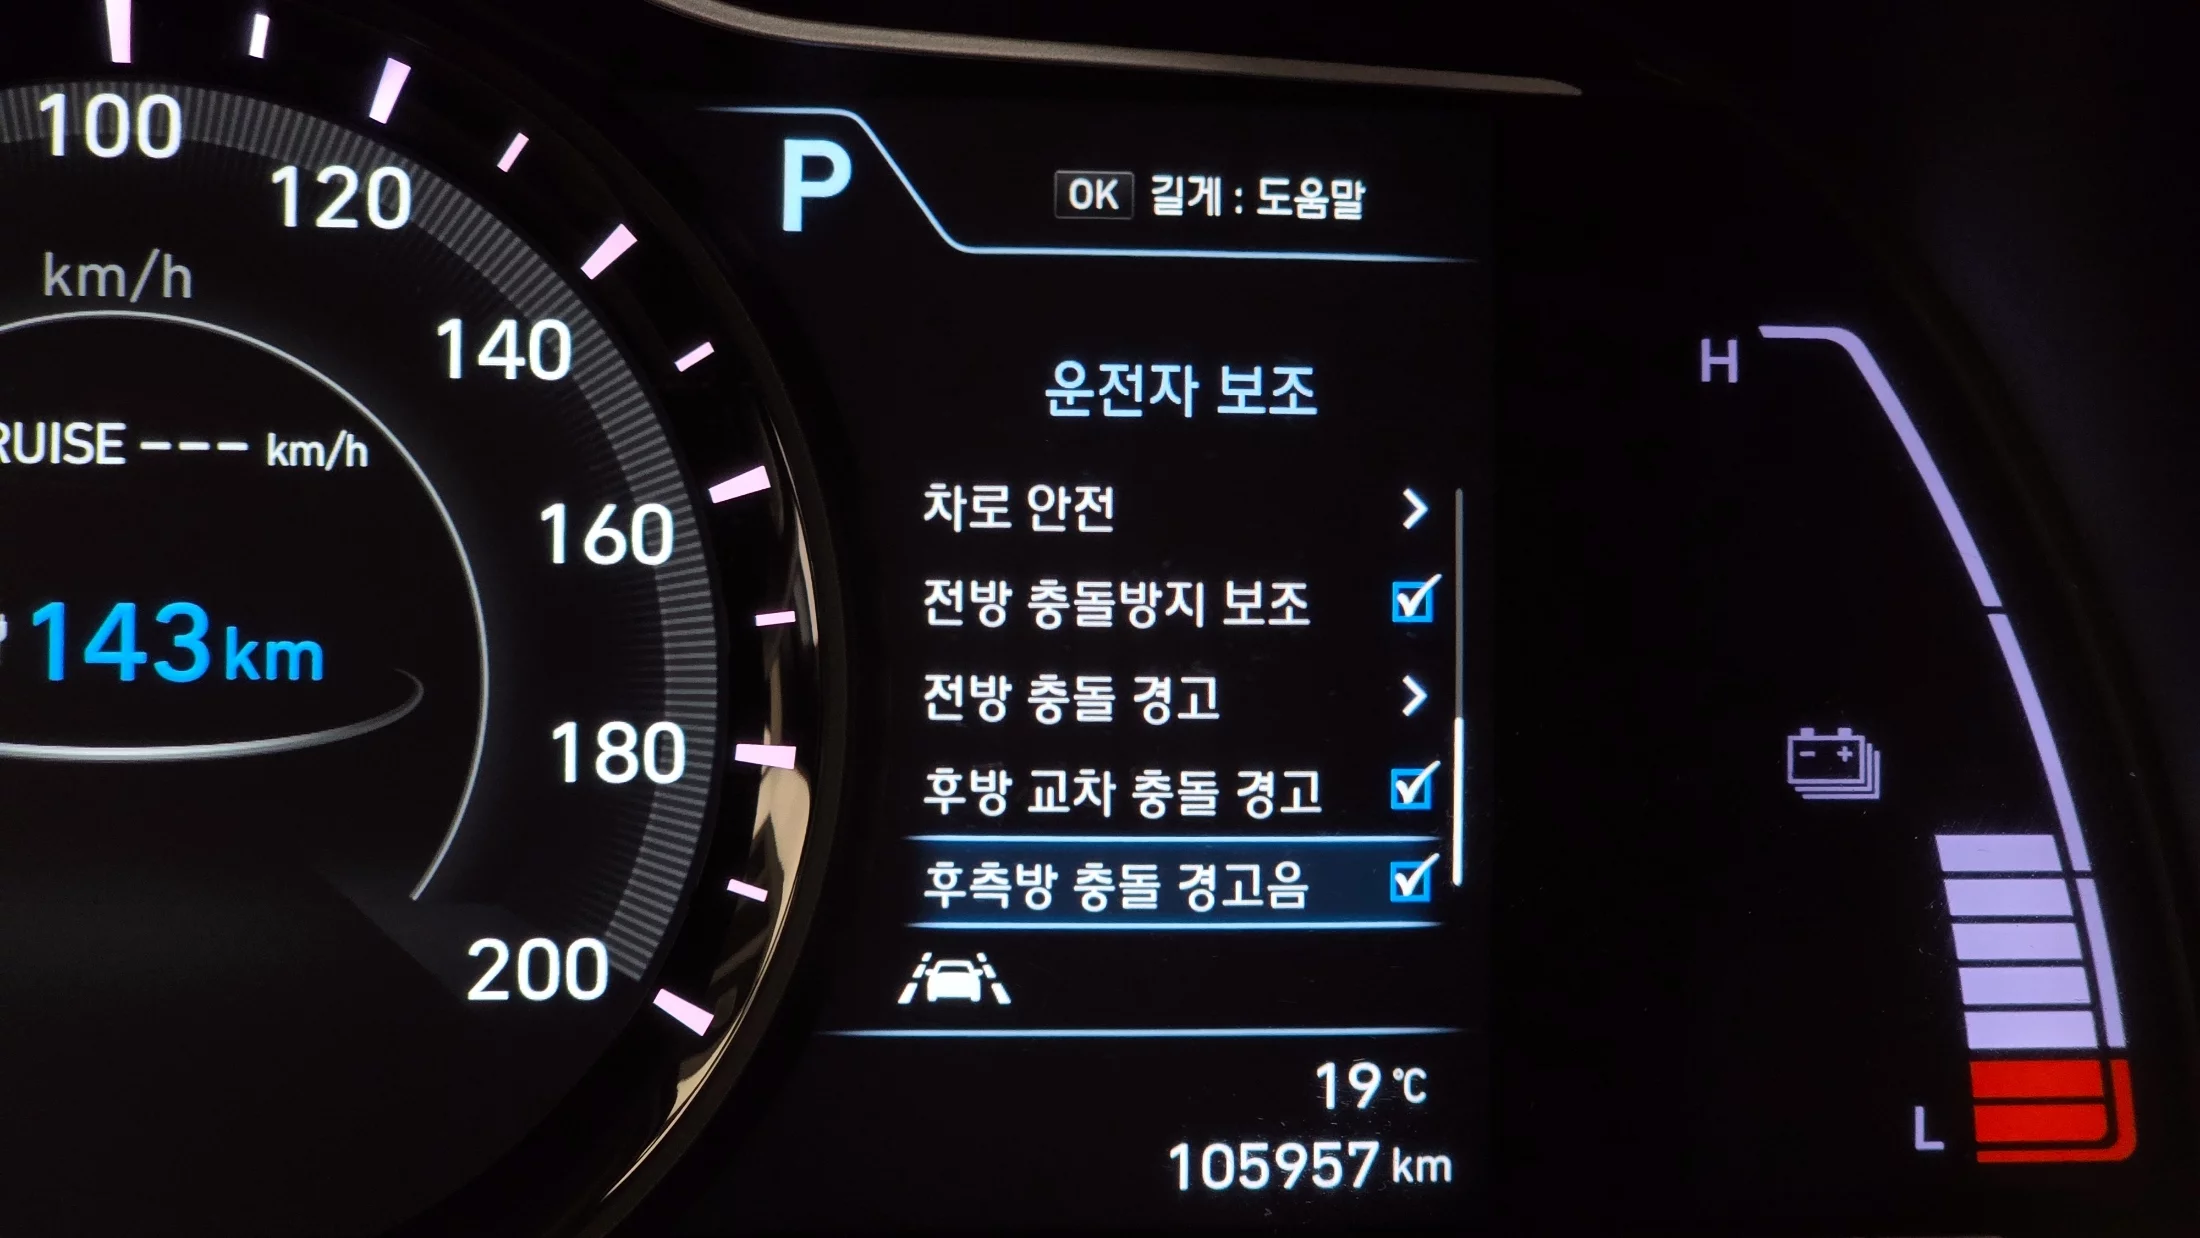 100
120
km/h
140
RUISE --- km/h
160
143 km
180
200
P
OK 길게 : 도움말
운전자 보조
차로 안전
전방 충돌방지 보조
전방 충돌 경고
후방 교차 충돌 경고
후측방 충돌 경고음
19 °C
105957 km
H
- +
L